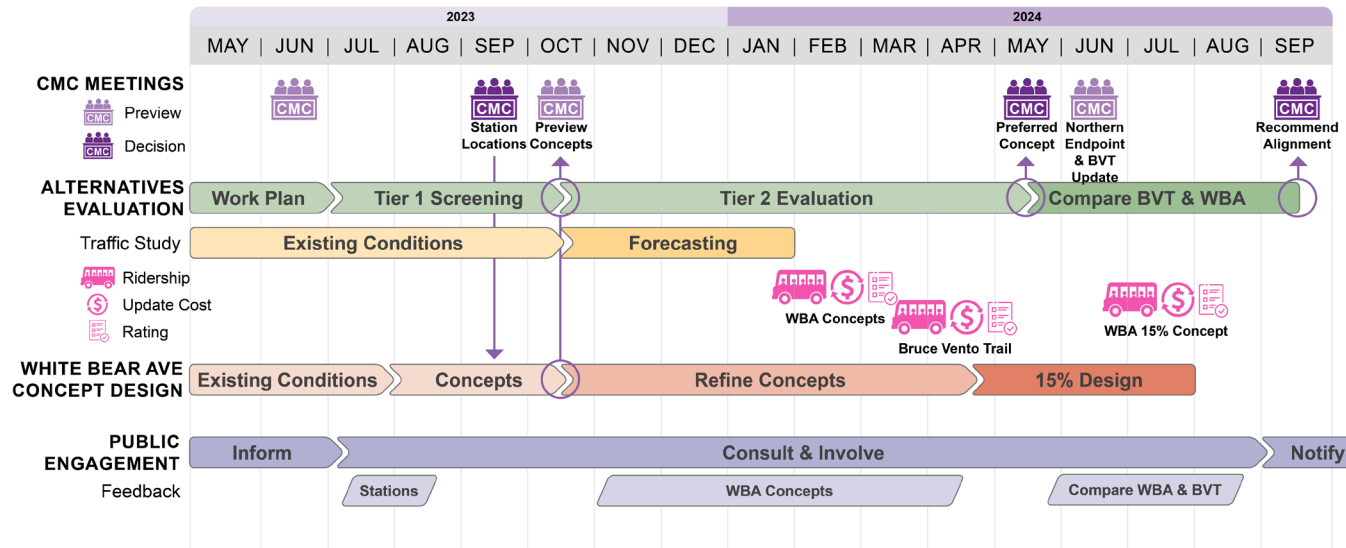 2023
2024
MAY | JUN | JUL | AUG | SEP | OCT | NOV | DEC | JAN | FEB | MAR | APR | MAY | JUN | JUL | AUG | SEP
CMC MEETINGS
Preview
Decision
CMC
CMC
CMC
CMC
CMC
CMC
CMC
CMC
Station
Locations
Preview
Concepts
Preferred
Concept
Northern
Endpoint
& BVT
Update
Recommend
Alignment
ALTERNATIVES
EVALUATION
Work Plan
Tier 1 Screening
Tier 2 Evaluation
Compare BVT & WBA
Traffic Study
Existing Conditions
Forecasting
Ridership
Update Cost
Rating
WBA Concepts
Bruce Vento Trail
WBA 15% Concept
WHITE BEAR AVE
CONCEPT DESIGN
Existing Conditions
Concepts
Refine Concepts
15% Design
PUBLIC
ENGAGEMENT
Inform
Consult & Involve
Notify
Feedback
Stations
WBA Concepts
Compare WBA & BVT